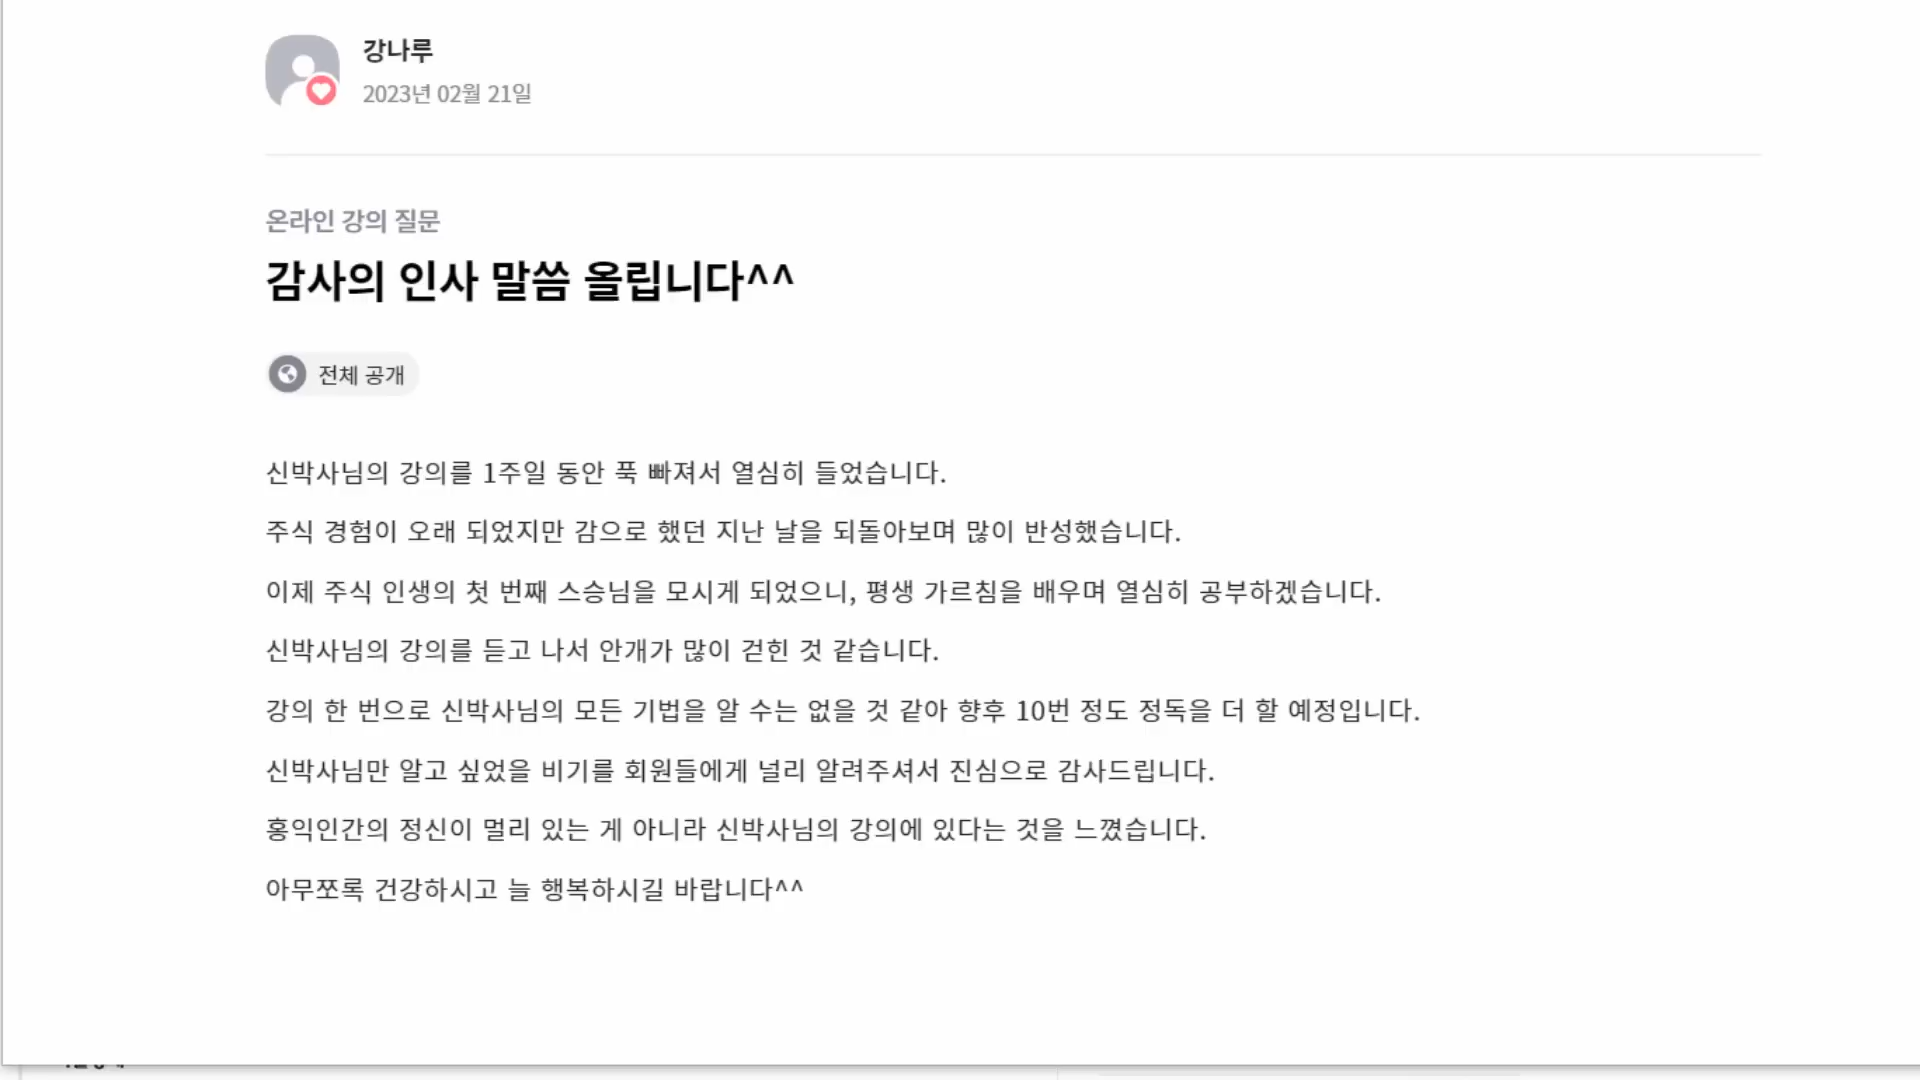 강나루
2023년 02월 21일
온라인 강의 질문
감사의 인사 말씀 올립니다^^
전체 공개
신박사님의 강의를 1주일 동안 푹 빠져서 열심히 들었습니다.
주식 경험이 오래 되었지만 감으로 했던 지난 날을 되돌아보며 많이 반성했습니다.
이제 주식 인생의 첫 번째 스승님을 모시게 되었으니, 평생 가르침을 배우며 열심히 공부하겠습니다.
신박사님의 강의를 듣고 나서 안개가 많이 걷힌 것 같습니다.
강의 한 번으로 신박사님의 모든 기법을 알 수는 없을 것 같아 향후 10번 정도 정독을 더 할 예정입니다.
신박사님만 알고 싶었을 비기를 회원들에게 널리 알려주셔서 진심으로 감사드립니다.
홍익인간의 정신이 멀리 있는 게 아니라 신박사님의 강의에 있다는 것을 느꼈습니다.
아무쪼록 건강하시고 늘 행복하시길 바랍니다^^